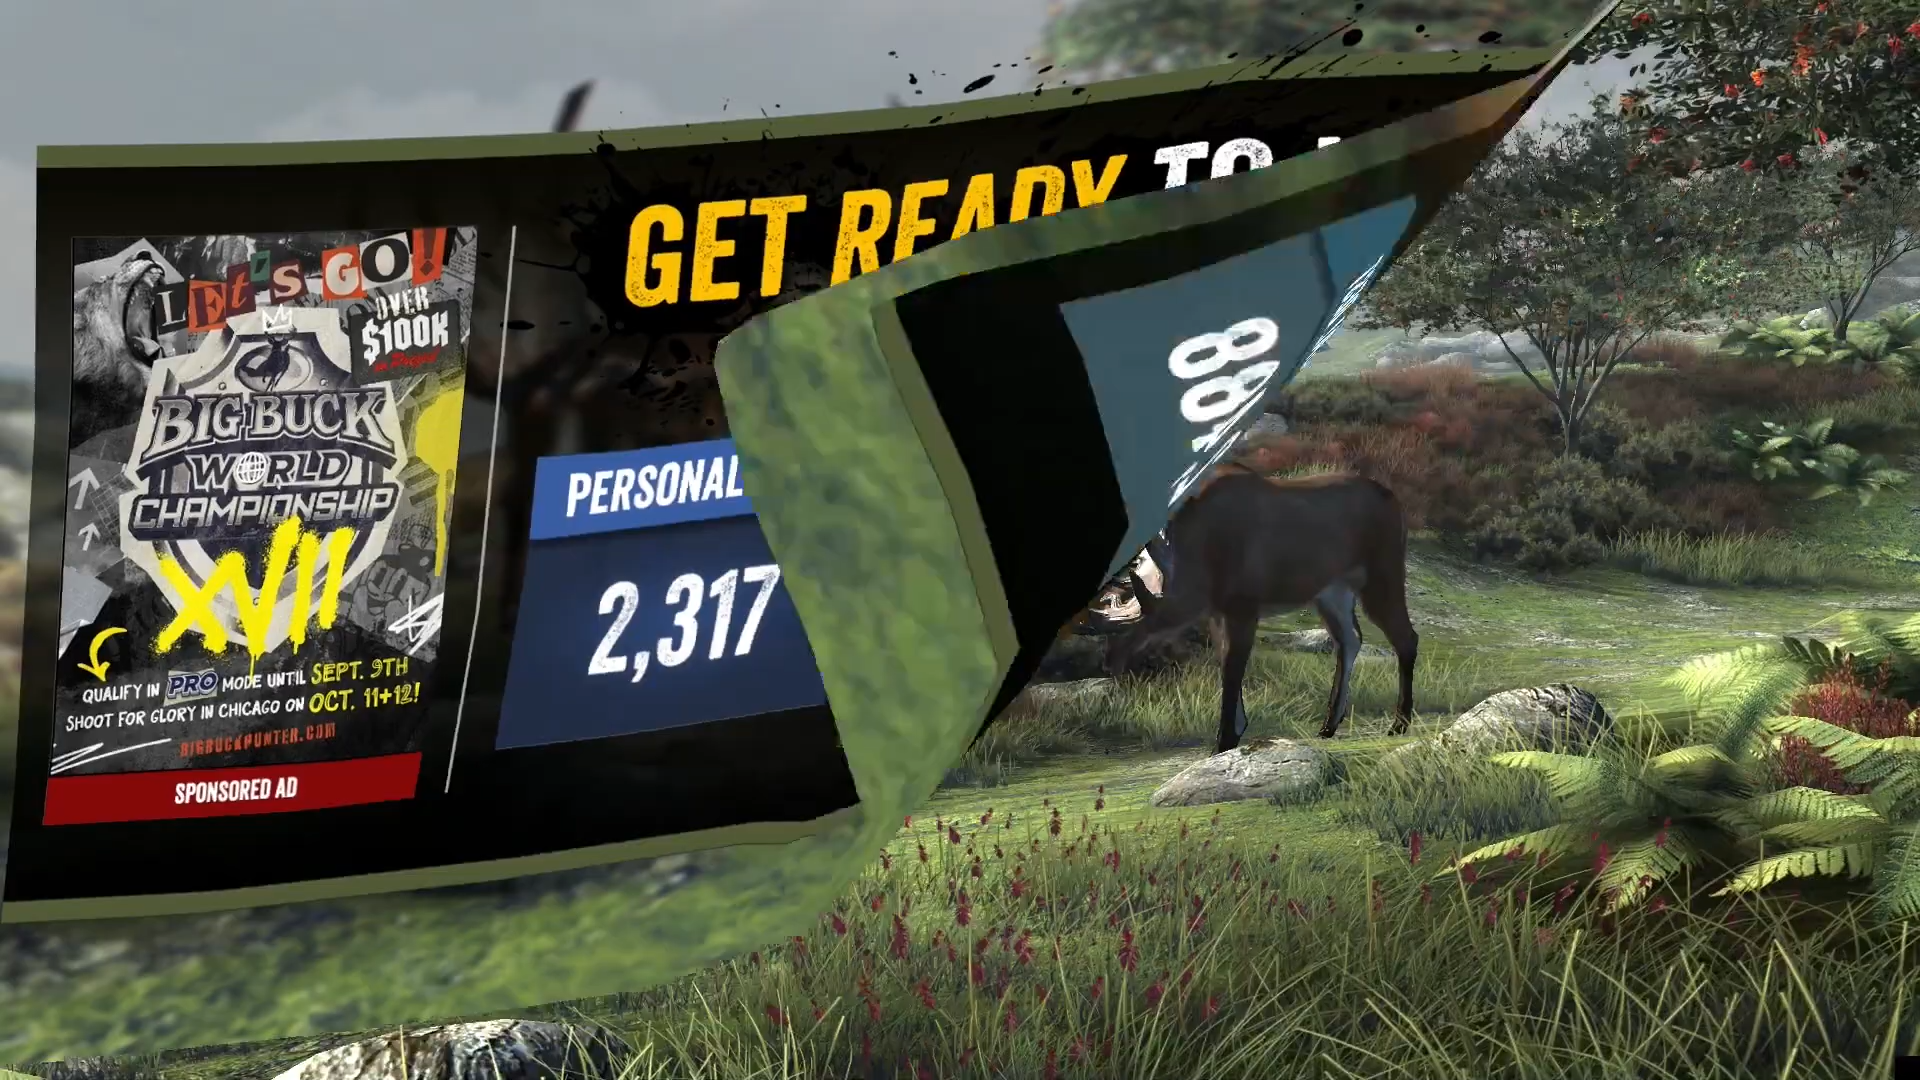 GET READY TO
LET'S GO!
OVER
$100K
BIG BUCK
WORLD
CHAMPIONSHIP
XVII
QUALIFY IN PRO MODE UNTIL SEPT. 9TH
SHOOT FOR GLORY IN CHICAGO ON OCT. 11+12!
BIGBUCKHUNTER.COM
SPONSORED AD
PERSONAL
2,317